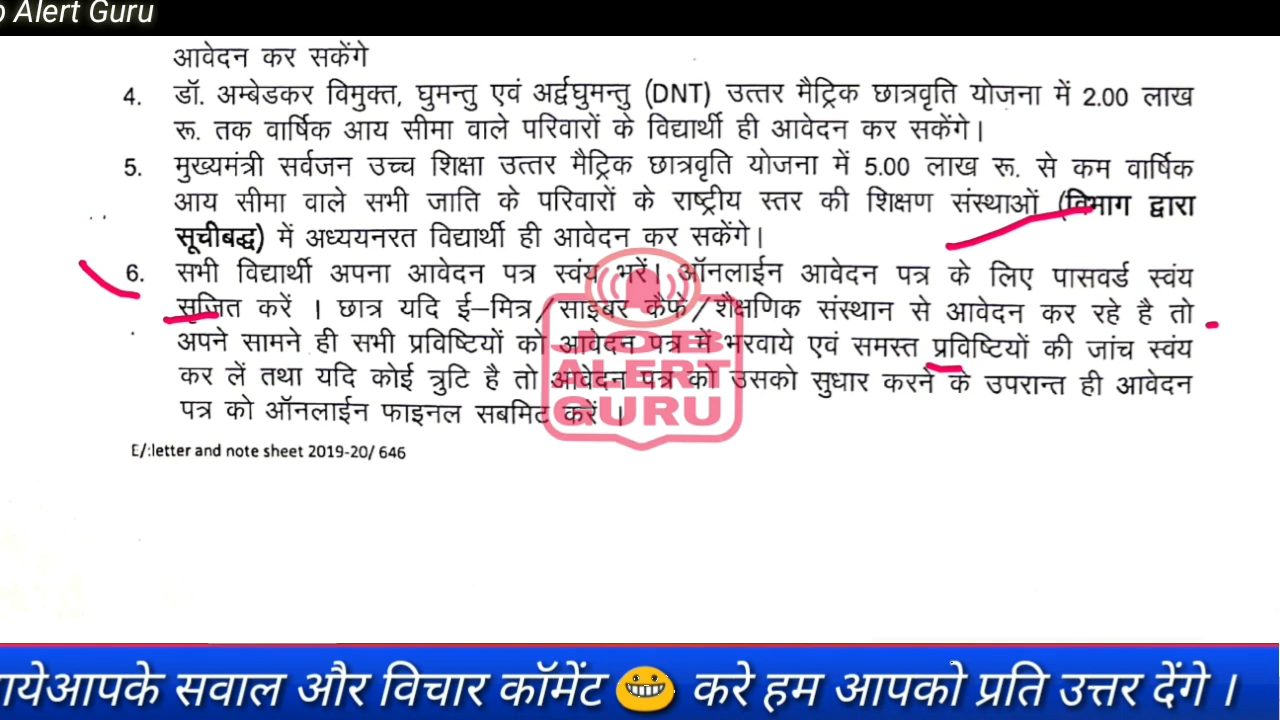 Alert Guru
आवेदन कर सकेंगे
4. डॉ. अम्बेडकर विमुक्त, घुमन्तु एवं अर्द्वघुमन्तु (DNT) उत्तर मैट्रिक छात्रवृति योजना में 2.00 लाख
रू. तक वार्षिक आय सीमा वाले परिवारों के विद्यार्थी ही आवेदन कर सकेंगे।
5. मुख्यमंत्री सर्वजन उच्च शिक्षा उत्तर मैट्रिक छात्रवृति योजना में 5.00 लाख रू. से कम वार्षिक
आय सीमा वाले सभी जाति के परिवारों के राष्ट्रीय स्तर की शिक्षण संस्थाओं (विभाग द्वारा
सूचीबद्ध) में अध्ययनरत विद्यार्थी ही आवेदन कर सकेंगे।
6. सभी विद्यार्थी अपना आवेदन पत्र स्वंय भरें। ऑनलाईन आवेदन पत्र के लिए पासवर्ड स्वंय
सृजित करें । छात्र यदि ई–मित्र/साइबर कैफे/शैक्षणिक संस्थान से आवेदन कर रहे है तो
अपने सामने ही सभी प्रविष्टियों को आवेदन पत्र में भरवाये एवं समस्त प्रविष्टियों की जांच स्वंय
कर लें तथा यदि कोई त्रुटि है तो आवेदन पत्र को उसको सुधार करने के उपरान्त ही आवेदन
पत्र को ऑनलाईन फाइनल सबमिट करें ।
JOB
ALERT
GURU
E/:letter and note sheet 2019-20/ 646
आपके सवाल और विचार कॉमेंट 😁 करे हम आपको प्रति उत्तर देंगे ।